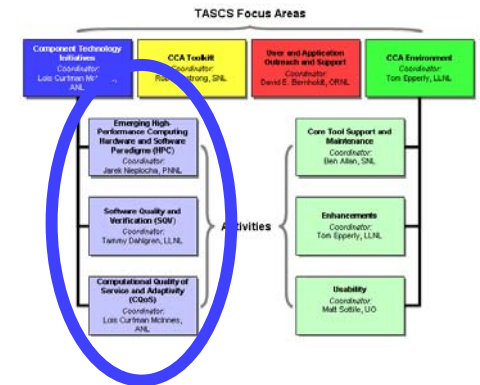 TASCS Focus Areas
Component Technology
Initiatives
Coordinator:
Lois Curfman
ANL
CCA Toolkit
Coordinator:
SNL
User and Application
Outreach and Support
Coordinator:
David E. Bernholdt, ORNL
CCA Environment
Coordinator:
Tom Epperly, LLNL
Emerging High-
Performance Computing
Hardware and Software
Paradigms (HPC)
Coordinator:
Jarek Nieplocha, PNNL
Software Quality and
Verification (SQV)
Coordinator:
Tammy Dahlgren, LLNL
Computational Quality of
Service and Adaptivity
(CQoS)
Coordinator:
Lois Curfman McInnes,
ANL
Activities
Core Tool Support and
Maintenance
Coordinator:
Ben Allan, SNL
Enhancements
Coordinator:
Tom Epperly, LLNL
Usability
Coordinator:
Matt Sottile, UO